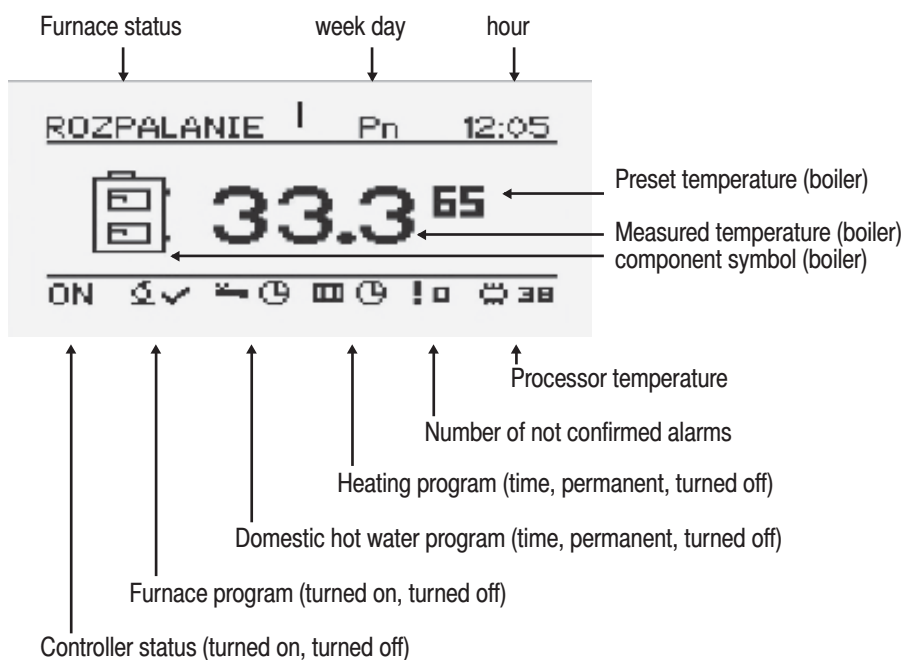 Furnace status week day hour
ROZPALANIE Pn 12:05
33.3 65
Preset temperature (boiler)
Measured temperature (boiler)
component symbol (boiler)
ON ! 0 38
Processor temperature
Number of not confirmed alarms
Heating program (time, permanent, turned off)
Domestic hot water program (time, permanent, turned off)
Furnace program (turned on, turned off)
Controller status (turned on, turned off)